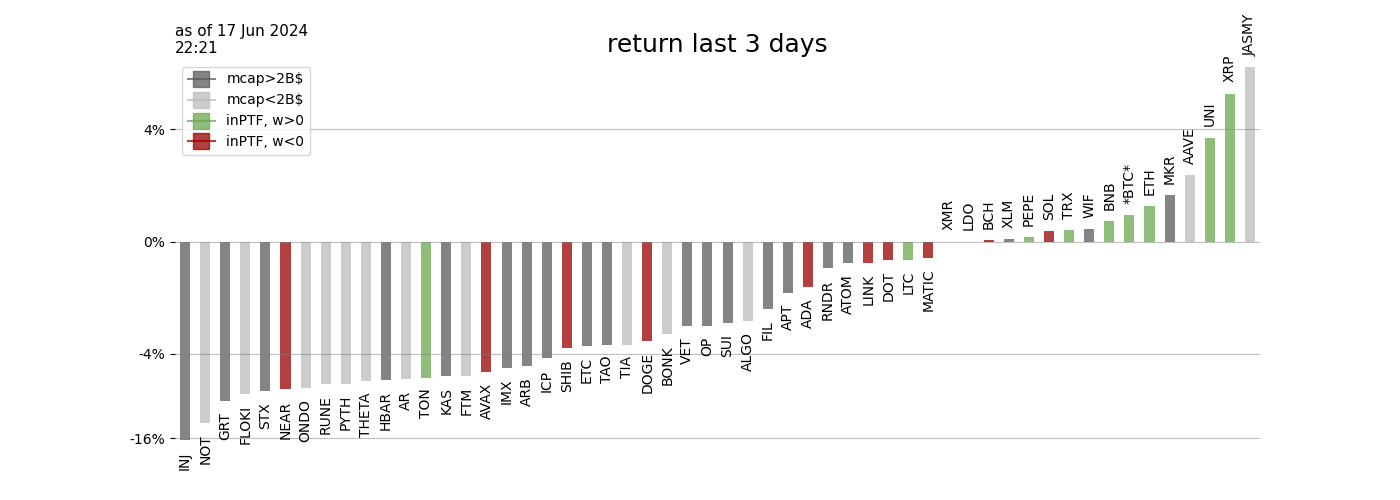 as of 17 Jun 2024
22:21
return last 3 days
mcap>2B$
mcap<2B$
inPTF, w>0
inPTF, w<0
4%
0%
-4%
-16%
INJ
NOT
GRT
FLOKI
STX
NEAR
ONDO
RUNE
PYTH
THETA
HBAR
AR
TON
KAS
FTM
AVAX
IMX
ARB
ICP
SHIB
ETC
TAO
TIA
DOGE
BONK
VET
OP
SUI
ALGO
FIL
APT
ADA
RNDR
ATOM
LINK
DOT
LTC
MATIC
XMR
LDO
BCH
XLM
PEPE
SOL
TRX
WIF
BNB
*BTC*
ETH
MKR
AAVE
UNI
XRP
JASMY